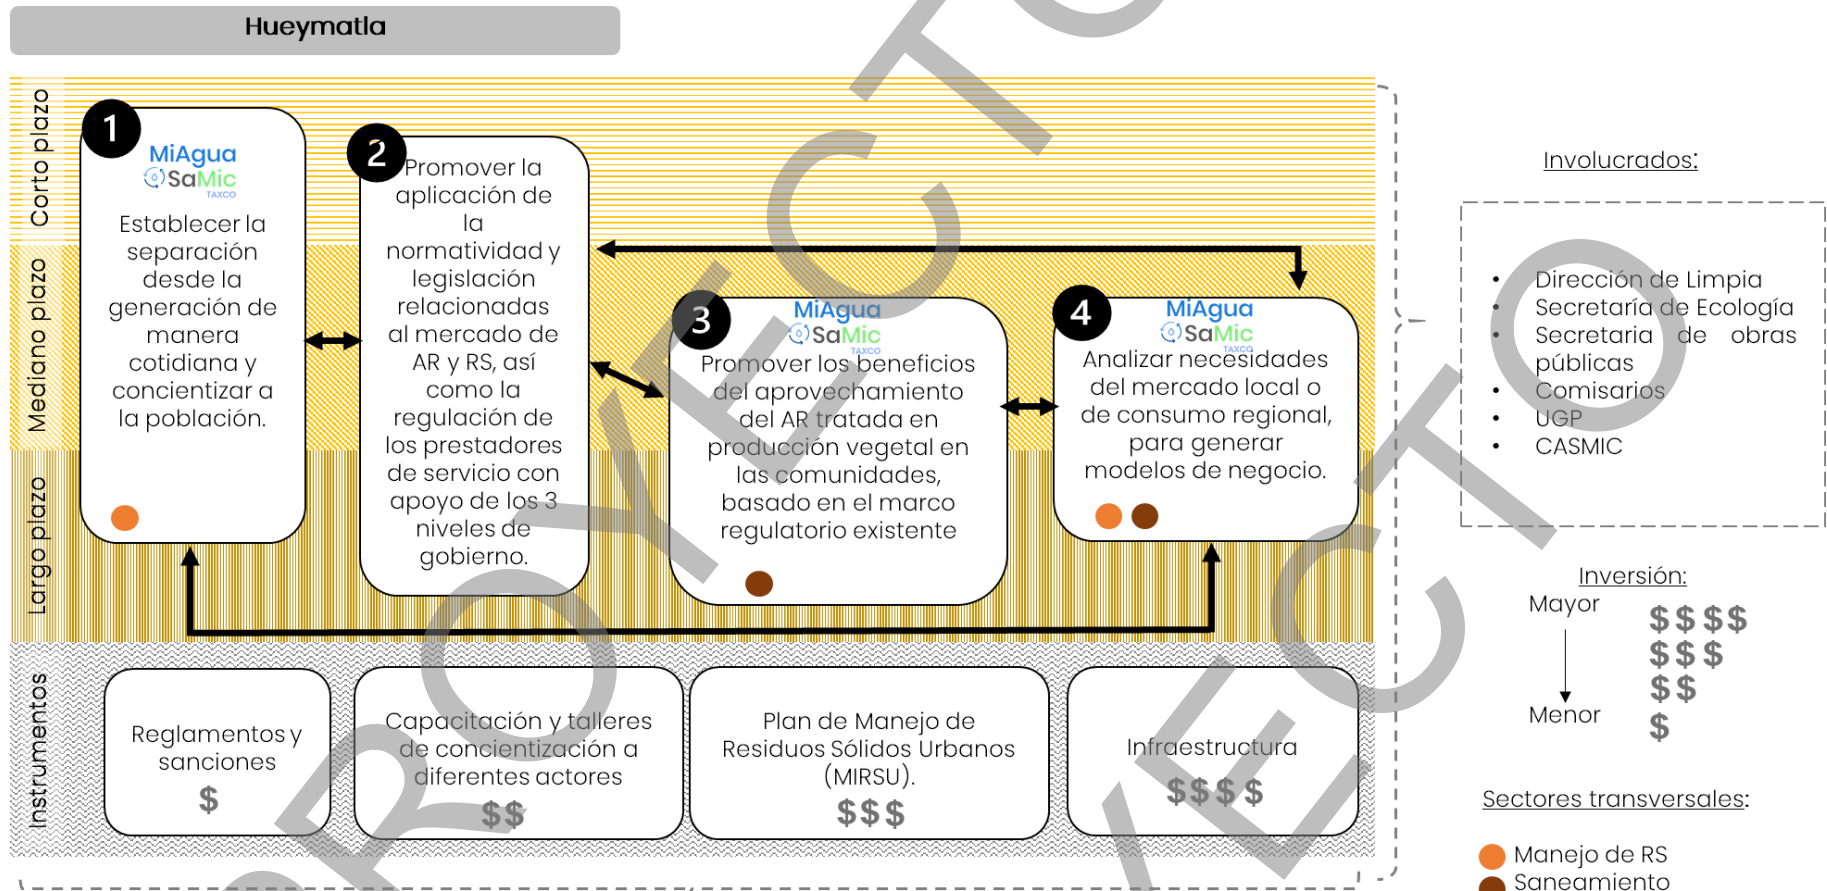 Hueymatla
Corto plazo
Mediano plazo
Largo plazo
Instrumentos
1
MiAgua
SaMic
TAXCO
Establecer la
separación
desde la
generación de
manera
cotidiana y
concientizar a
la población.
2
Promover la
aplicación de
la
normatividad y
legislación
relacionadas
al mercado de
AR y RS, así
como la
regulación de
los prestadores
de servicio con
apoyo de los 3
niveles de
gobierno.
3
MiAgua
SaMic
TAXCO
Promover los beneficios
del aprovechamiento
del AR tratada en
producción vegetal en
las comunidades,
basado en el marco
regulatorio existente
4
MiAgua
SaMic
TAXCO
Analizar necesidades
del mercado local o
de consumo regional,
para generar
modelos de negocio.
Reglamentos y
sanciones
$
Capacitación y talleres
de concientización a
diferentes actores
$$
Plan de Manejo de
Residuos Sólidos Urbanos
(MIRSU).
$$$
Infraestructura
$$$$
Involucrados:
• Dirección de Limpia
• Secretaría de Ecología
• Secretaria de obras
públicas
• Comisarios
• UGP
• CASMIC
Inversión:
Mayor
$$$$
$$$
$$
Menor
$
Sectores transversales:
Manejo de RS
Saneamiento
PROYECTO
YECTO